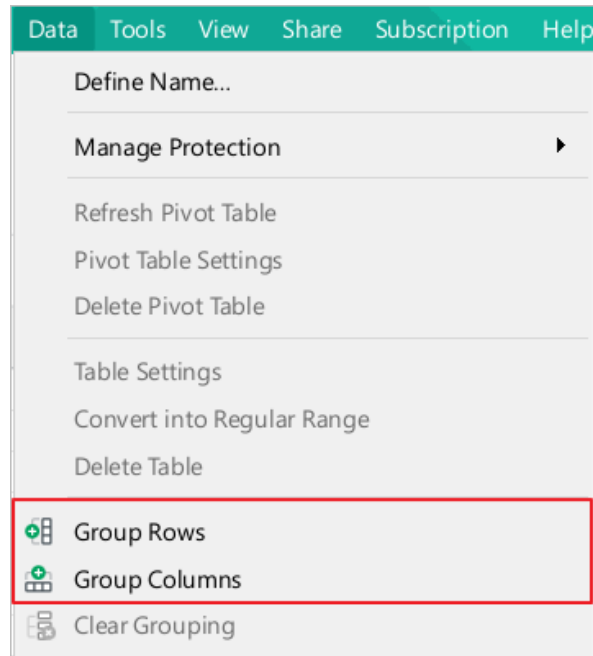 Data Tools View Share Subscription Help
Define Name...
Manage Protection
Refresh Pivot Table
Pivot Table Settings
Delete Pivot Table
Table Settings
Convert into Regular Range
Delete Table
Group Rows
Group Columns
Clear Grouping